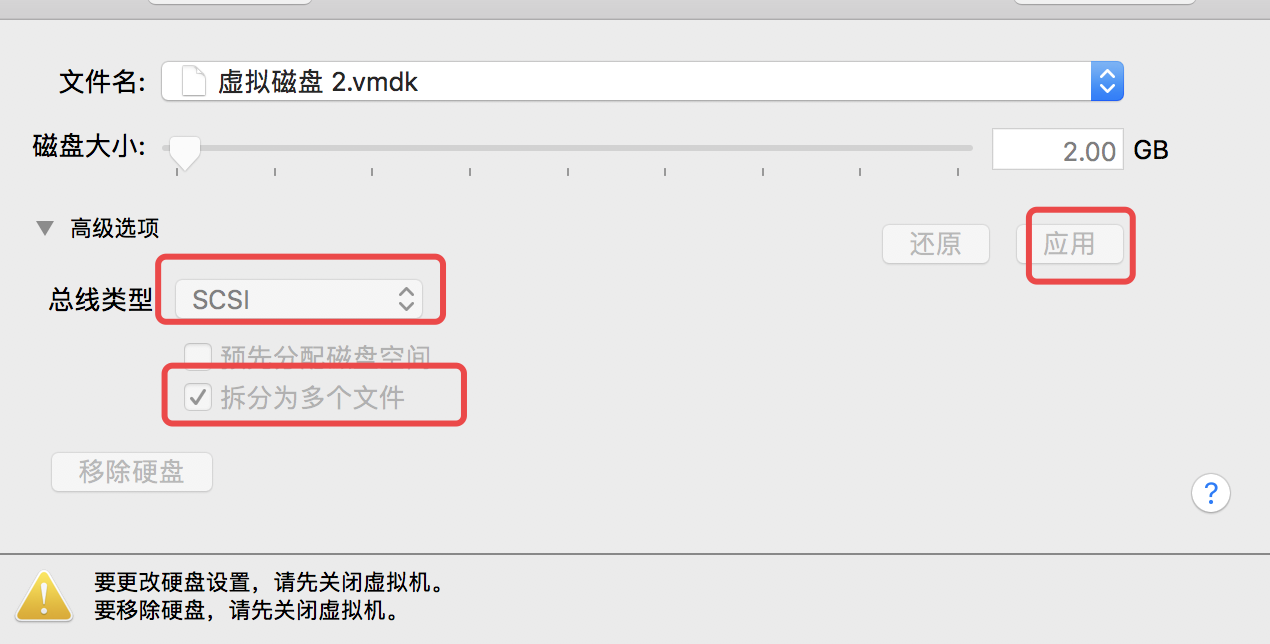 文件名: 虚拟磁盘 2.vmdk
磁盘大小: 2.00 GB
高级选项
还原 应用
总线类型 SCSI
预先分配磁盘空间
拆分为多个文件
移除硬盘
?
要更改硬盘设置，请先关闭虚拟机。
要移除硬盘，请先关闭虚拟机。